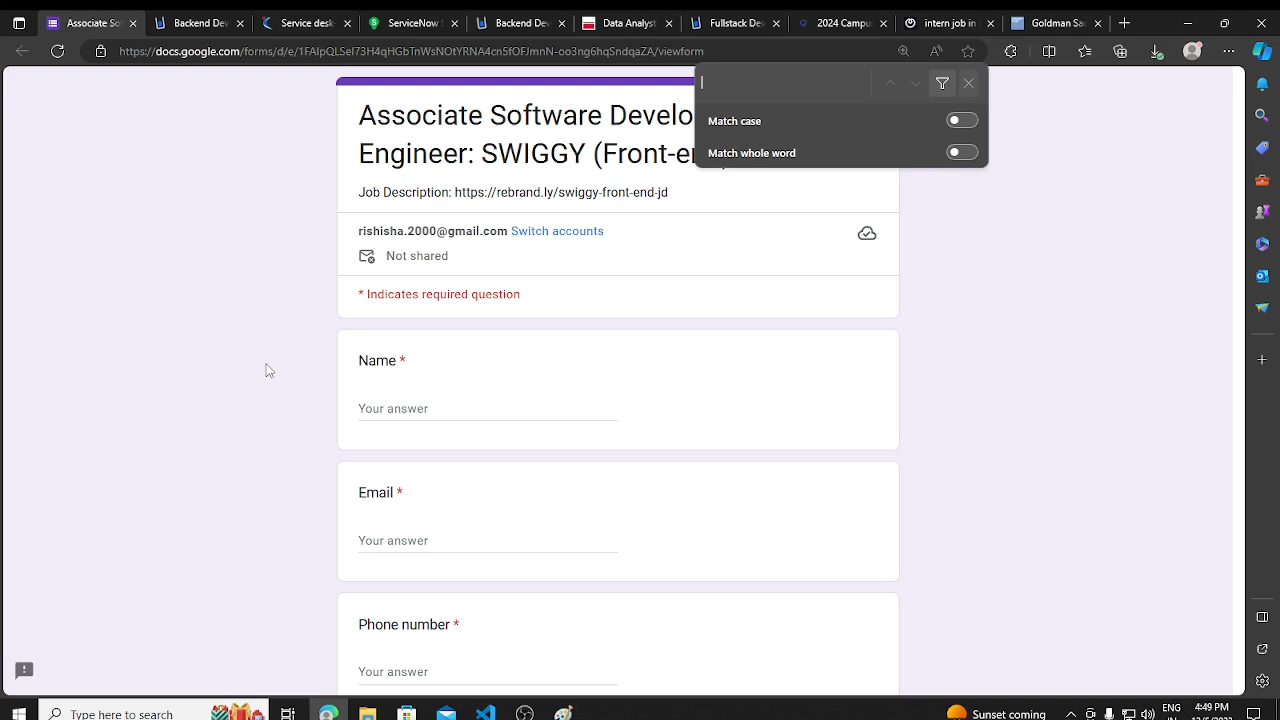 Associate So
Backend Dev
Service desk
ServiceNow
Backend Dev
Data Analyst
Fullstack Dev
2024 Campu
intern job in
Goldman Sac
https://docs.google.com/forms/d/e/1FAIpQLSeI73H4qHGbTnWsNOtYRNA4cn5fOFJmnN-oo3ng6hqSndqaZA/viewform
Match case
Match whole word
Associate Software Develo
Engineer: SWIGGY (Front-e
Job Description: https://rebrand.ly/swiggy-front-end-jd
rishisha.2000@gmail.com Switch accounts
Not shared
* Indicates required question
Name *
Your answer
Email *
Your answer
Phone number *
Your answer
Type here to search
Sunset coming
ENG
4:49 PM